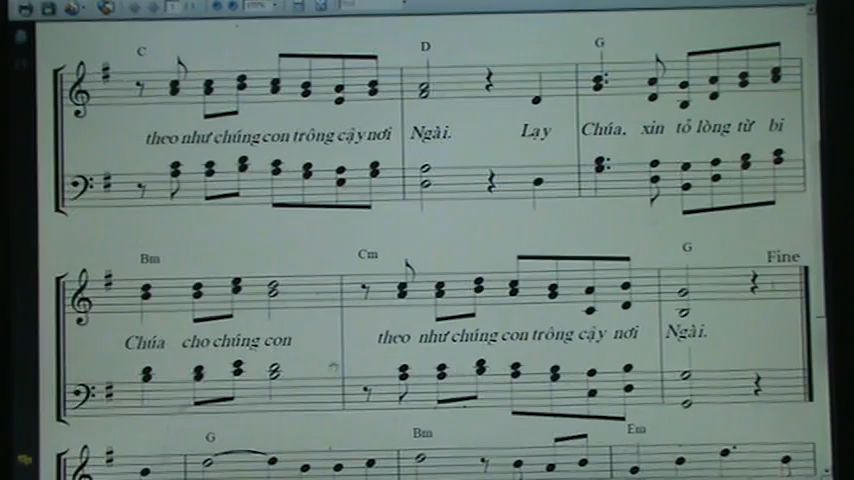 C D G
theo như chúng con trông cậy nơi Ngài. Lạy Chúa, xin tỏ lòng từ bi
Bm Cm G Fine
Chúa cho chúng con theo như chúng con trông cậy nơi Ngài.
G Bm Em